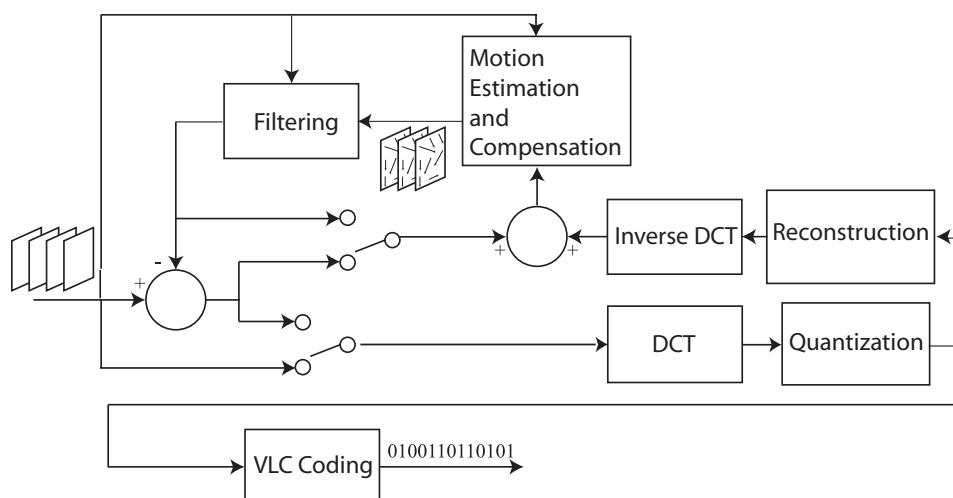 Motion
Estimation
and
Compensation
Filtering
-
+
+
+
Inverse DCT
Reconstruction
DCT
Quantization
VLC Coding
0100110110101